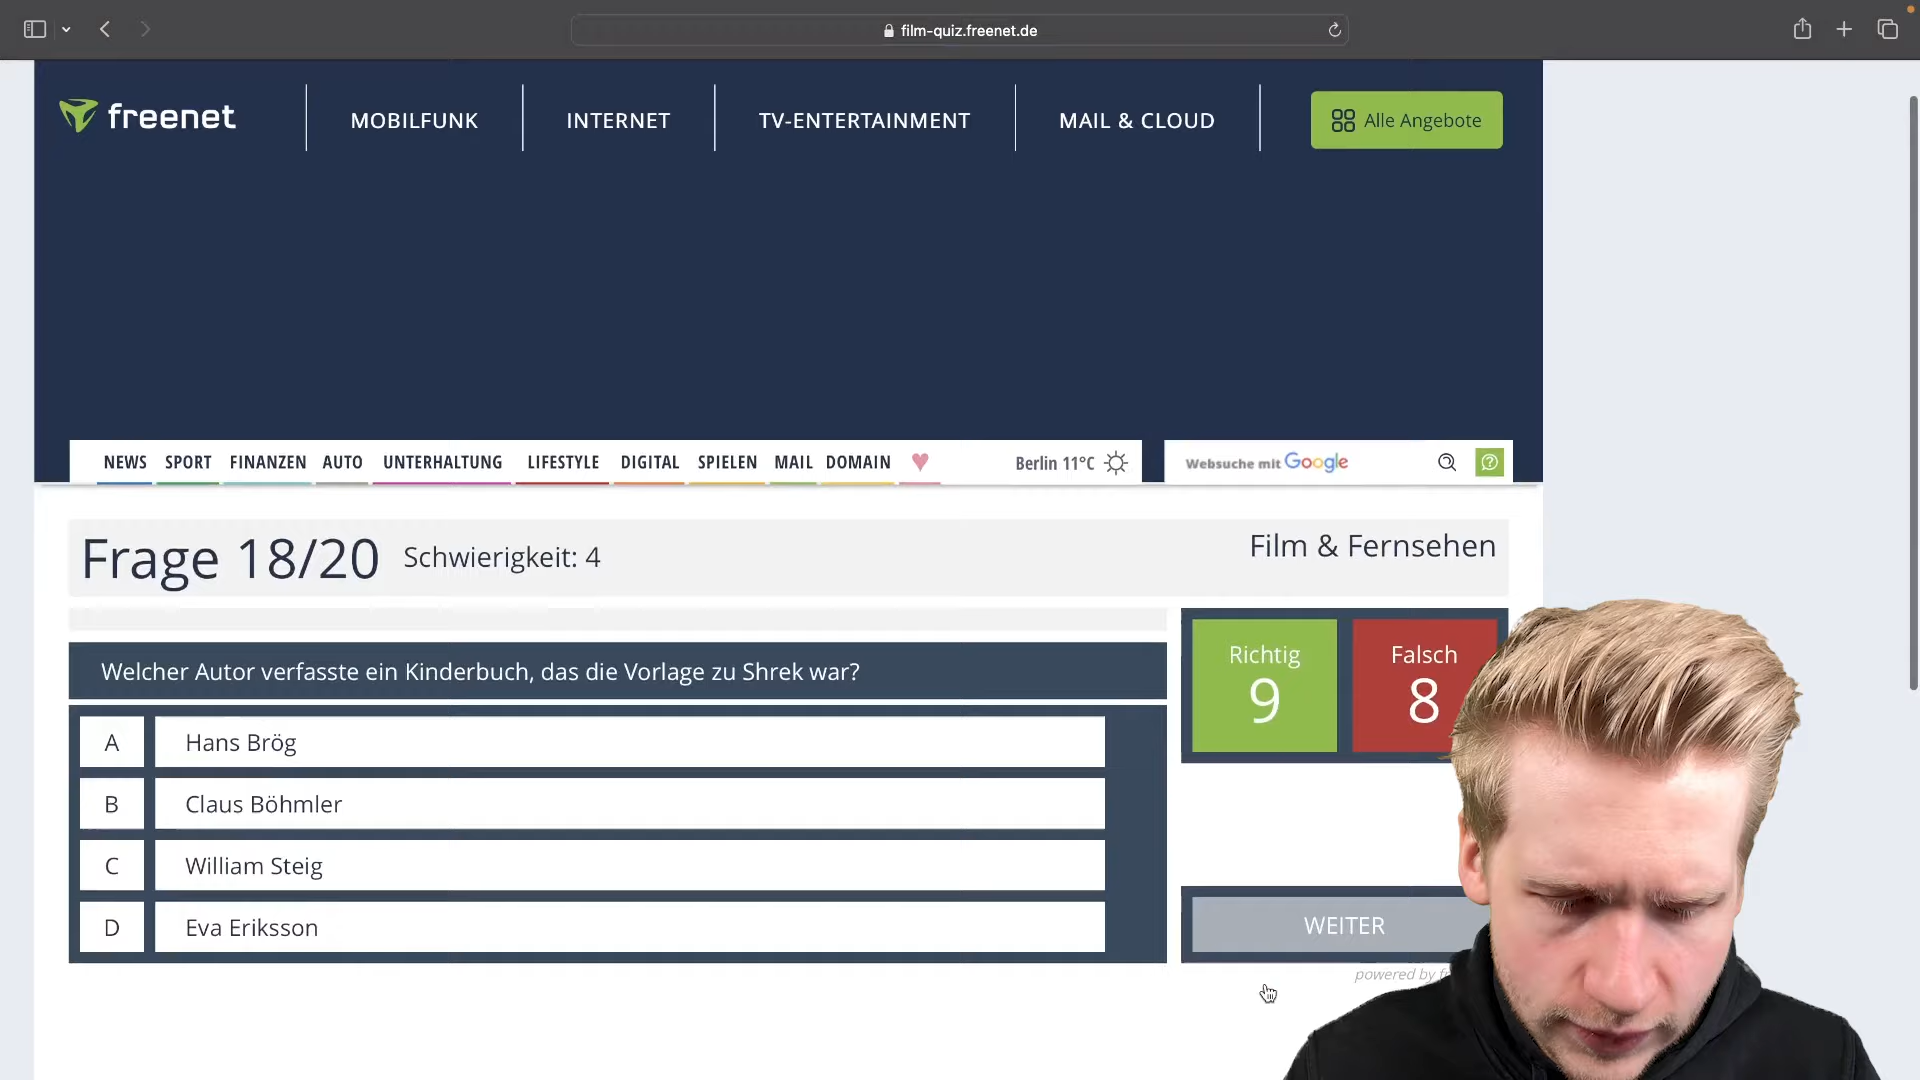 film-quiz.freenet.de
freenet
MOBILFUNK
INTERNET
TV-ENTERTAINMENT
MAIL & CLOUD
Alle Angebote
NEWS SPORT FINANZEN AUTO UNTERHALTUNG LIFESTYLE DIGITAL SPIELEN MAIL DOMAIN
Berlin 11°C
Websuche mit Google
Frage 18/20 Schwierigkeit: 4
Film & Fernsehen
Welcher Autor verfasste ein Kinderbuch, das die Vorlage zu Shrek war?
Richtig
9
Falsch
8
A Hans Brög
B Claus Böhmler
C William Steig
D Eva Eriksson
WEITER
powered by